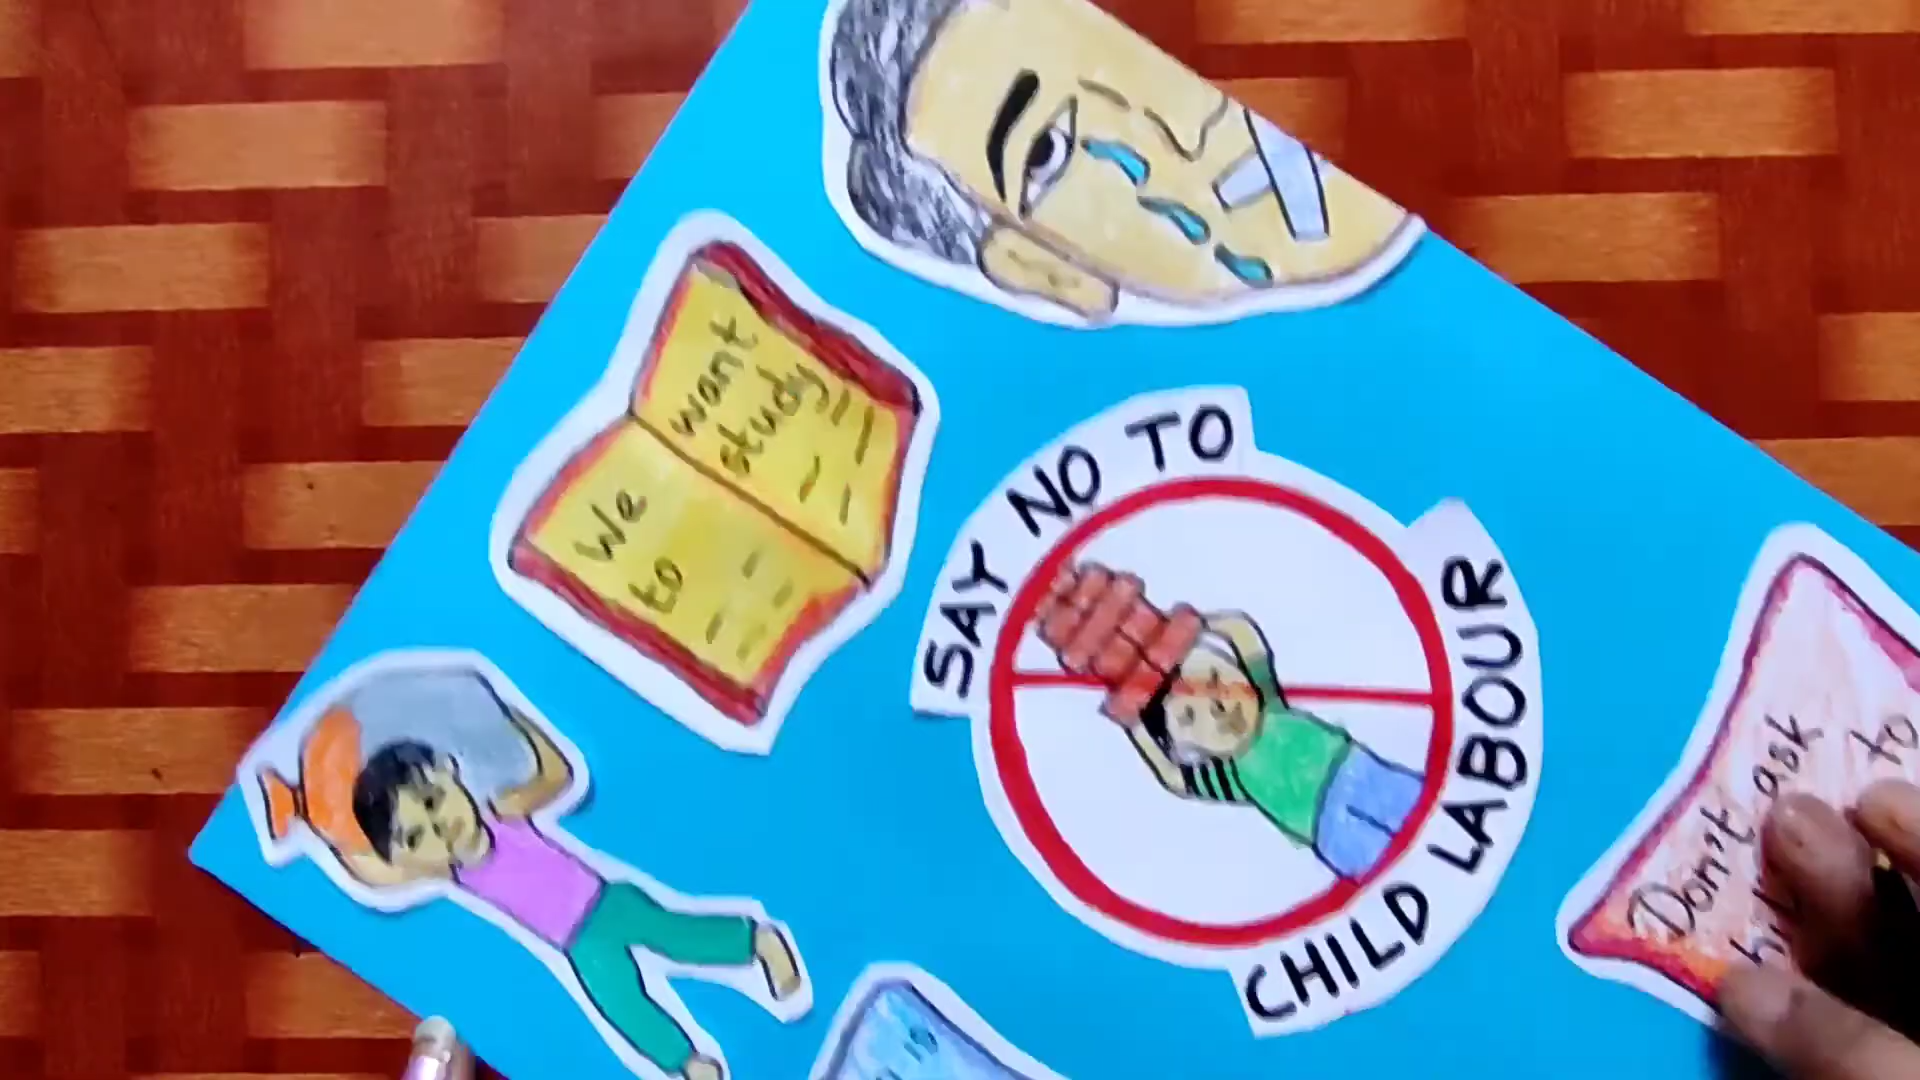 We want
to study
SAY NO TO
CHILD LABOUR
Don't ask
to